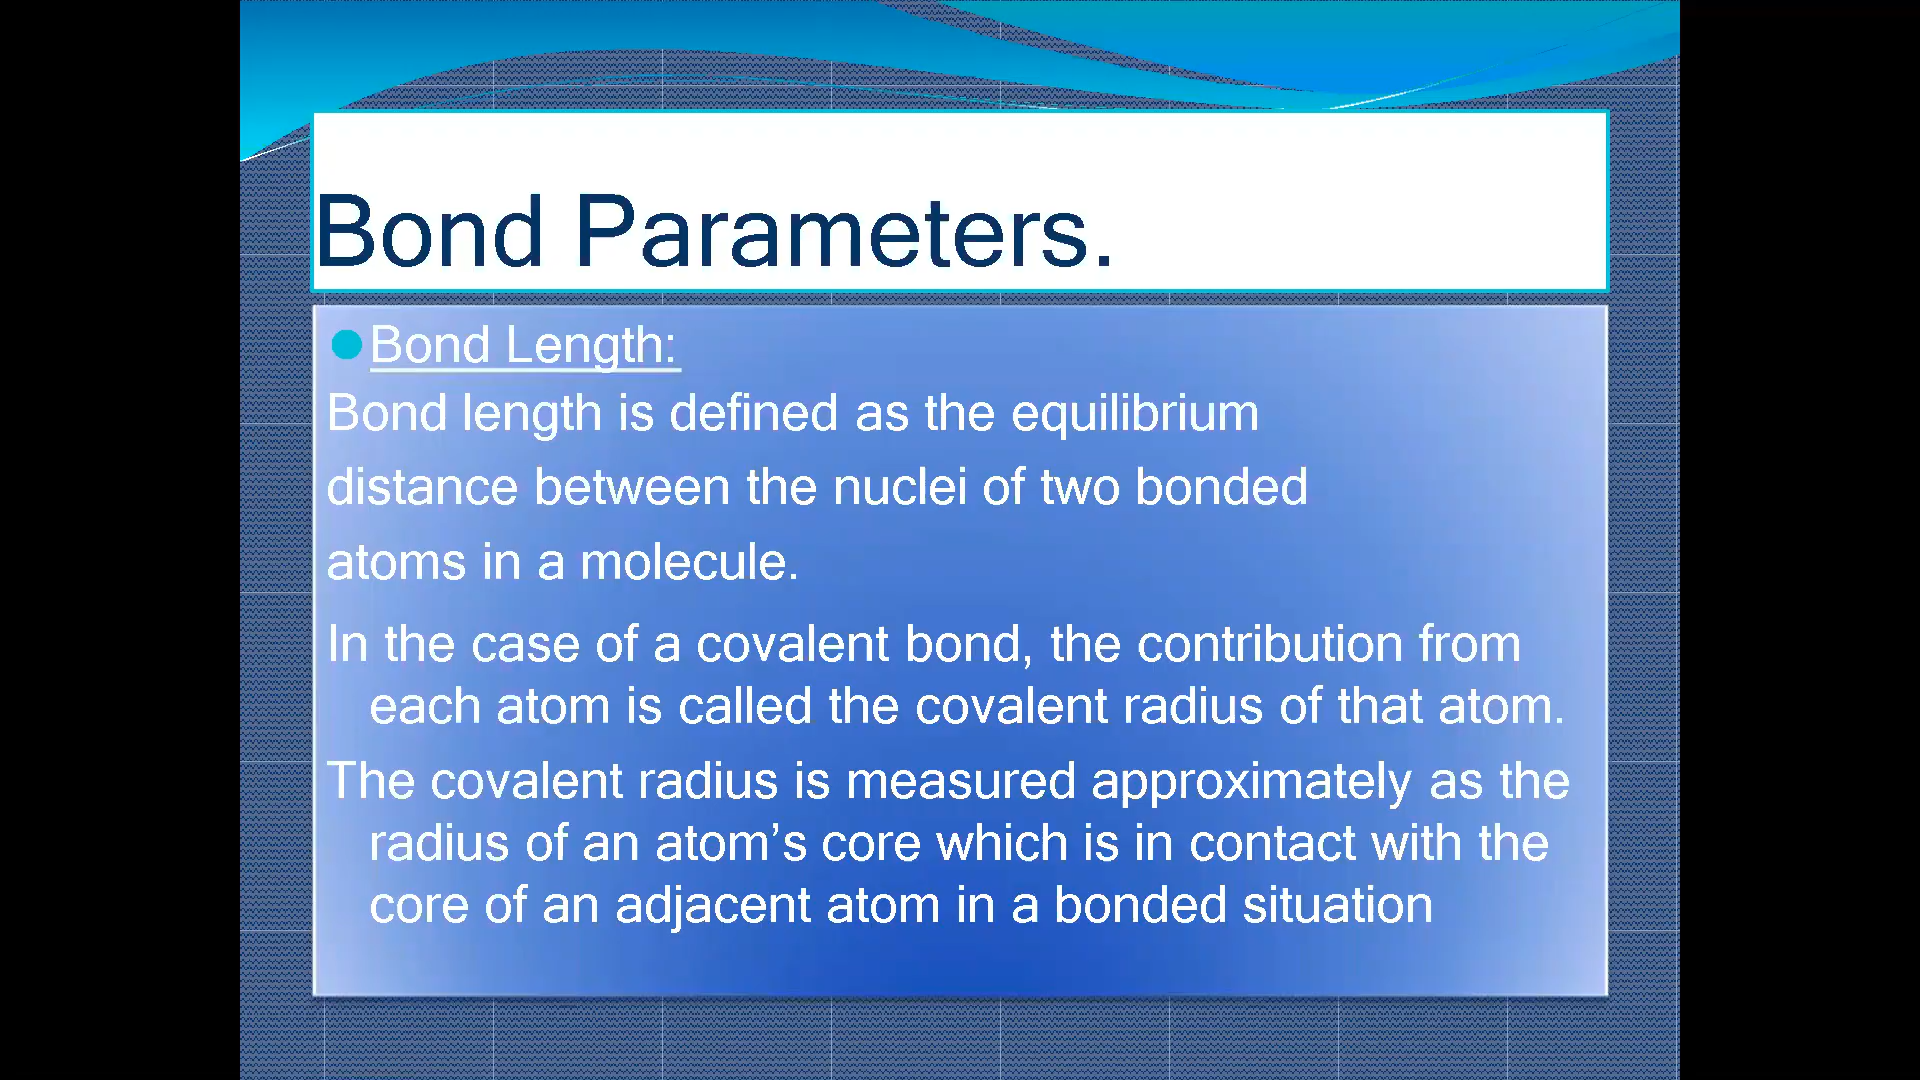 Bond Parameters.
Bond Length:
Bond length is defined as the equilibrium
distance between the nuclei of two bonded
atoms in a molecule.
In the case of a covalent bond, the contribution from
each atom is called the covalent radius of that atom.
The covalent radius is measured approximately as the
radius of an atom’s core which is in contact with the
core of an adjacent atom in a bonded situation